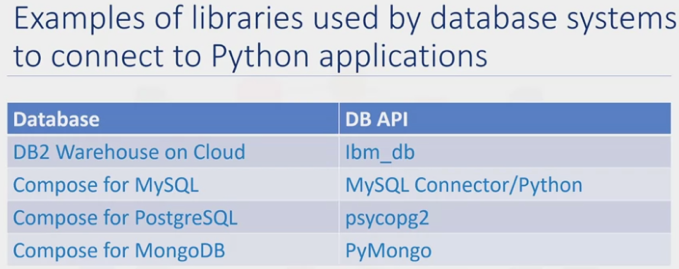 Examples of libraries used by database systems
to connect to Python applications
Database DB API
DB2 Warehouse on Cloud Ibm_db
Compose for MySQL MySQL Connector/Python
Compose for PostgreSQL psycopg2
Compose for MongoDB PyMongo